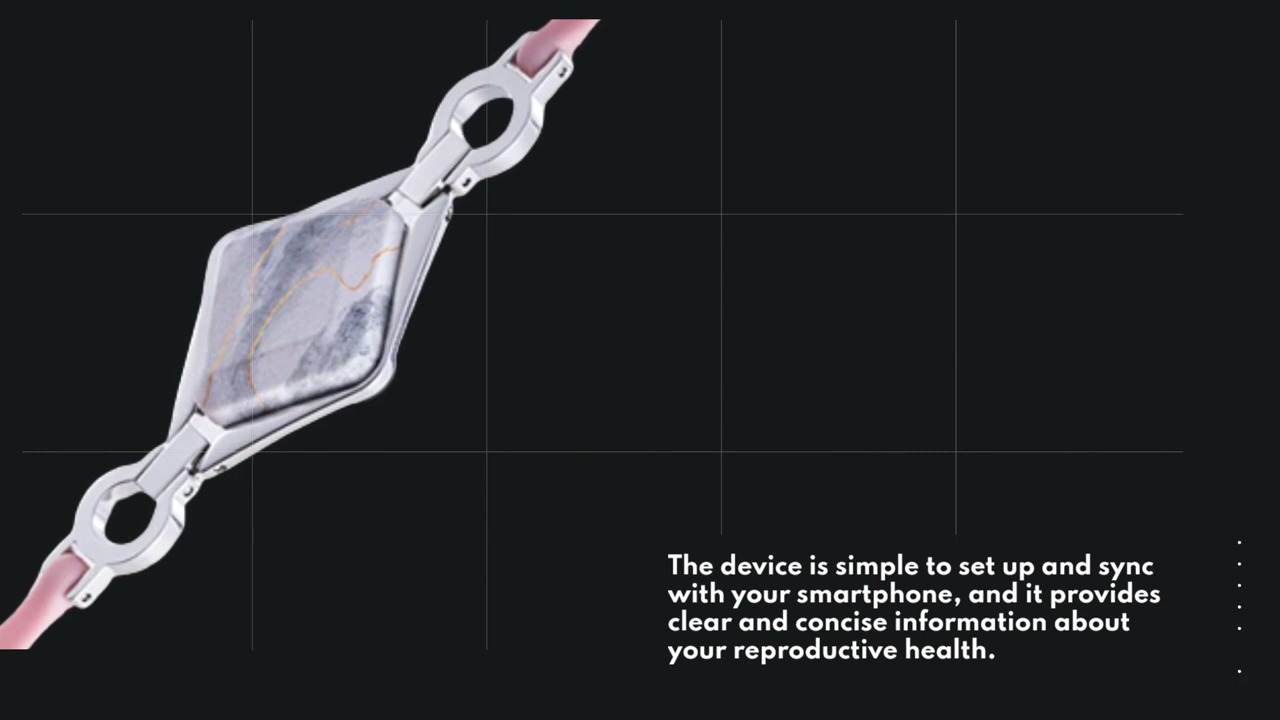 The device is simple to set up and sync
with your smartphone, and it provides
clear and concise information about
your reproductive health.